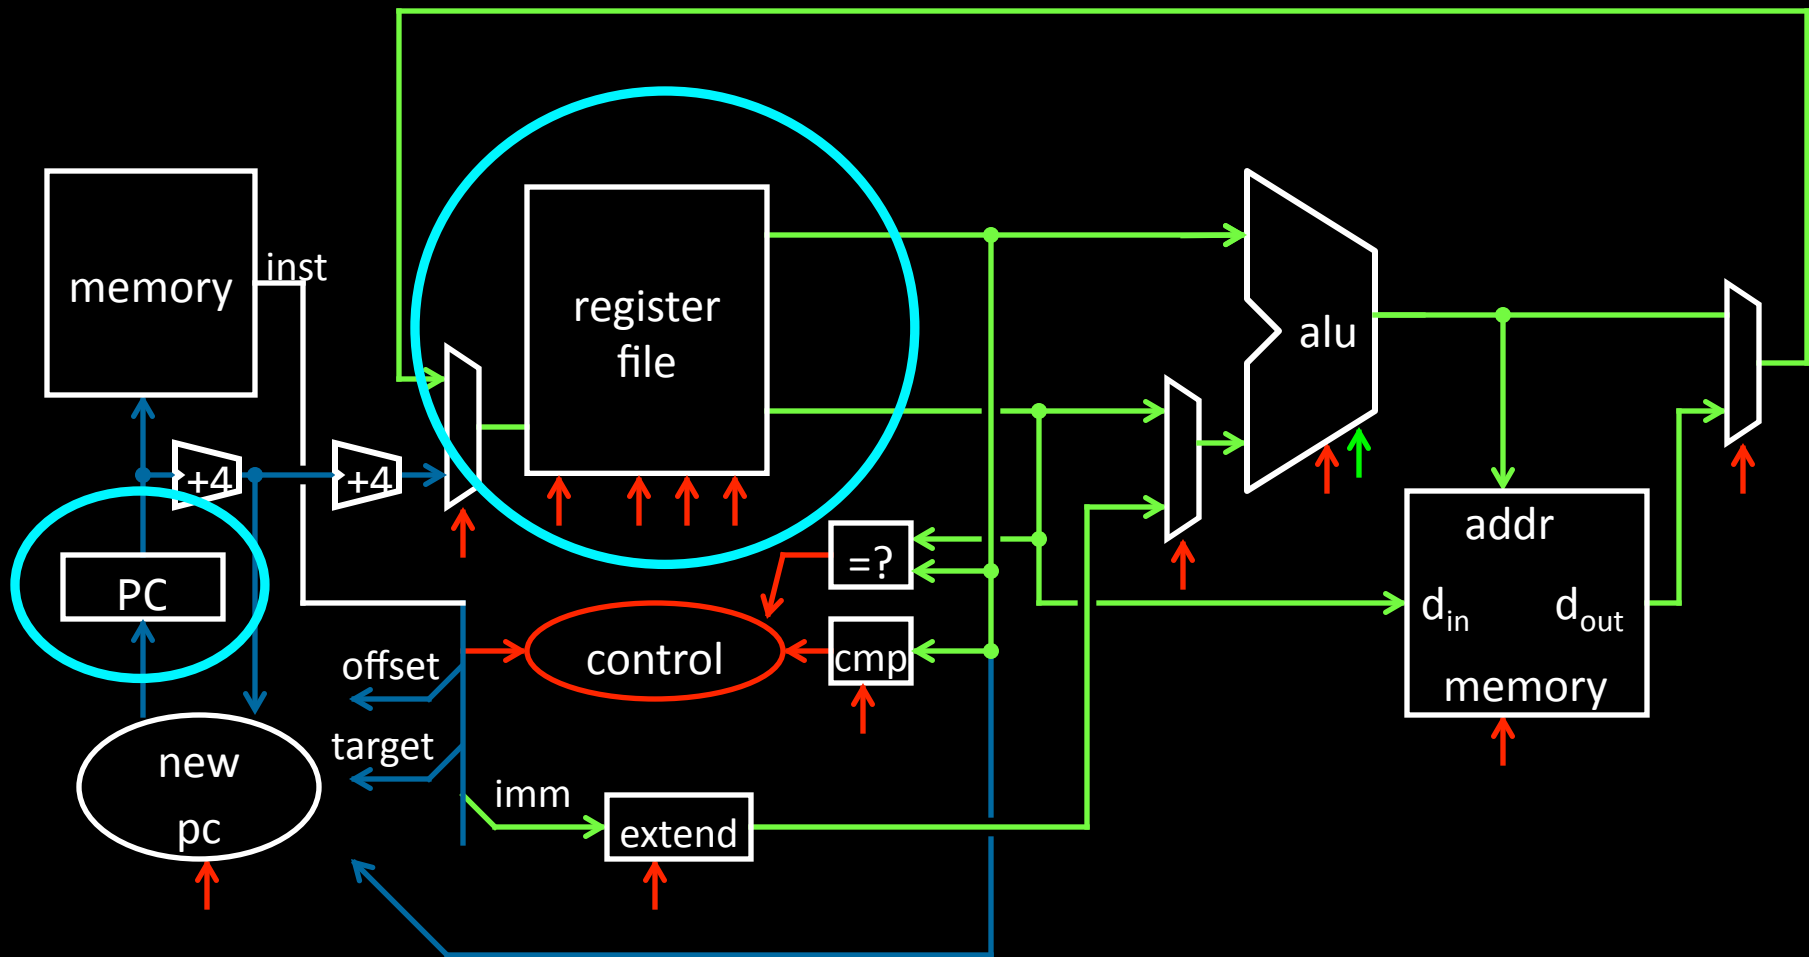 inst
memory
register
file
alu
+4
+4
addr
=?
PC
din
dout
control
cmp
offset
memory
target
new
pc
imm
extend